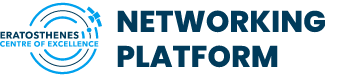 ERATOSTHENES
CENTRE OF EXCELLENCE
NETWORKING
PLATFORM